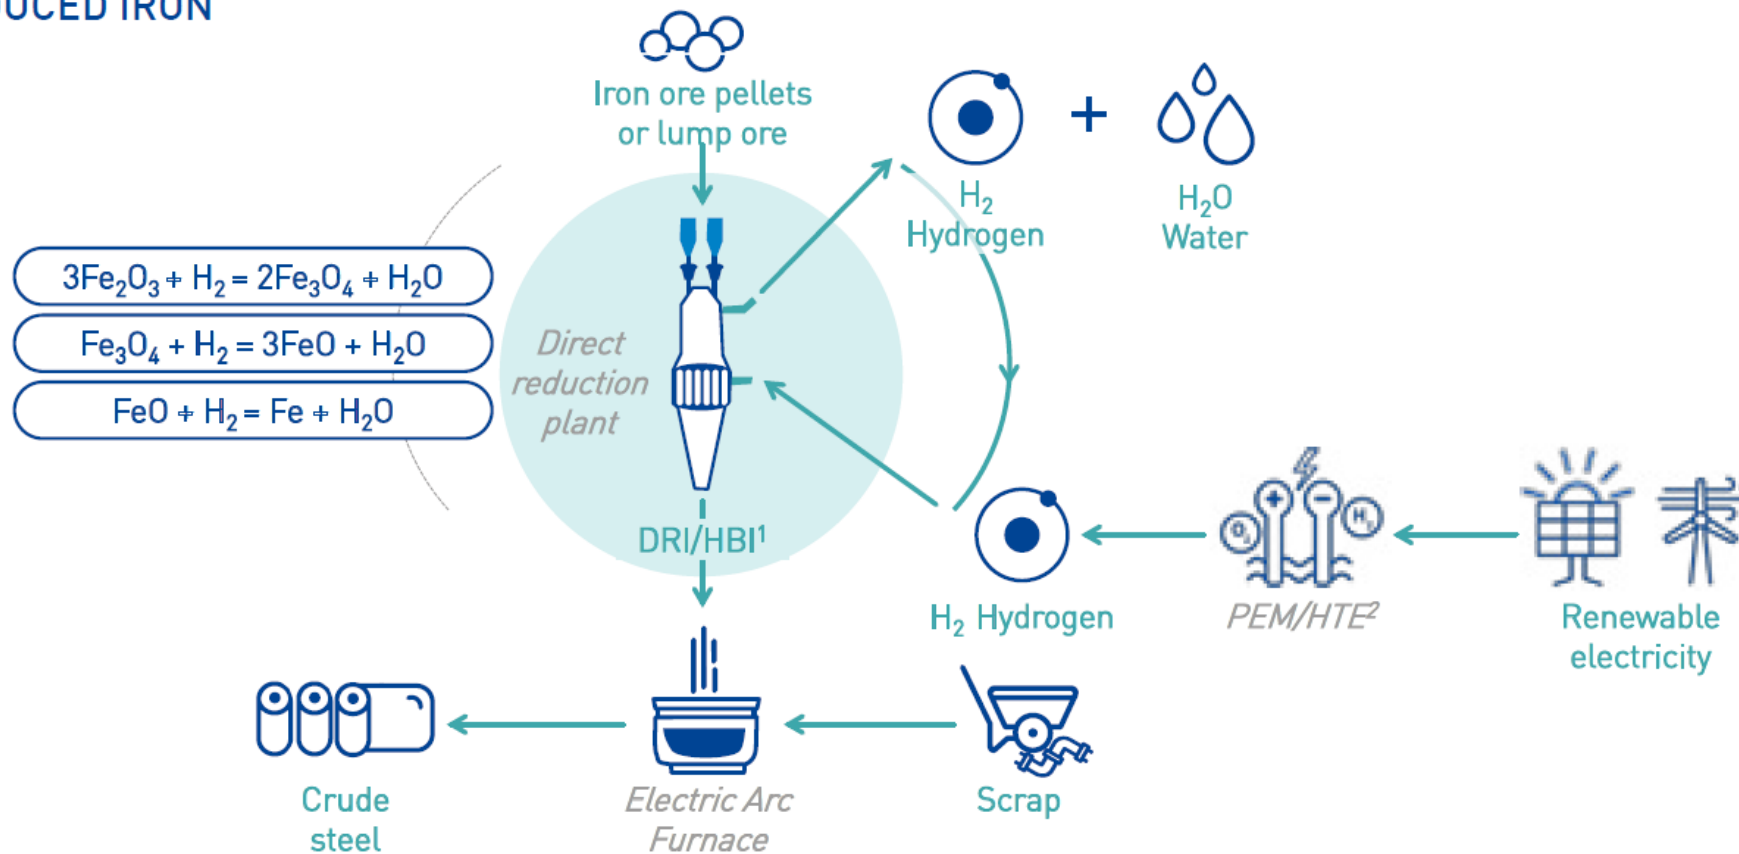 IRON
Iron ore pellets
or lump ore
H₂
Hydrogen
+
H₂O
Water
3Fe₂O₃ + H₂ = 2Fe₃O₄ + H₂O
Fe₃O₄ + H₂ = 3FeO + H₂O
FeO + H₂ = Fe + H₂O
Direct
reduction
plant
DRI/HBI¹
H₂ Hydrogen
+
−
O₂
H₂
PEM/HTE²
Renewable
electricity
Crude
steel
Electric Arc
Furnace
Scrap